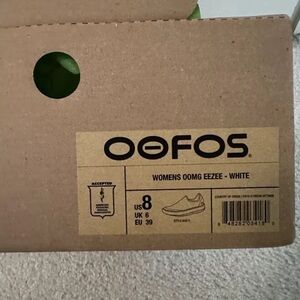 OOFOS
WOMENS OOMG EEZEE - WHITE
ACCEPTED
US 8
UK 6
EU 39